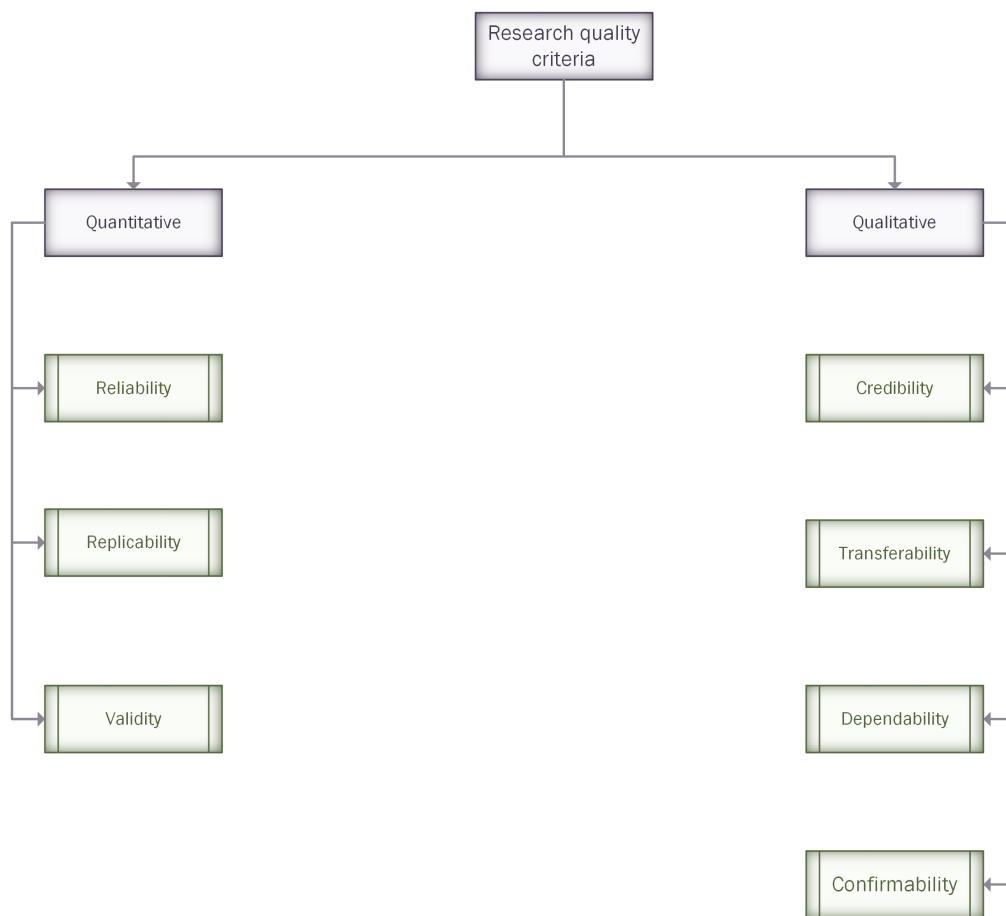 Research quality
criteria
Quantitative
Qualitative
Reliability
Credibility
Replicability
Transferability
Validity
Dependability
Confirmability